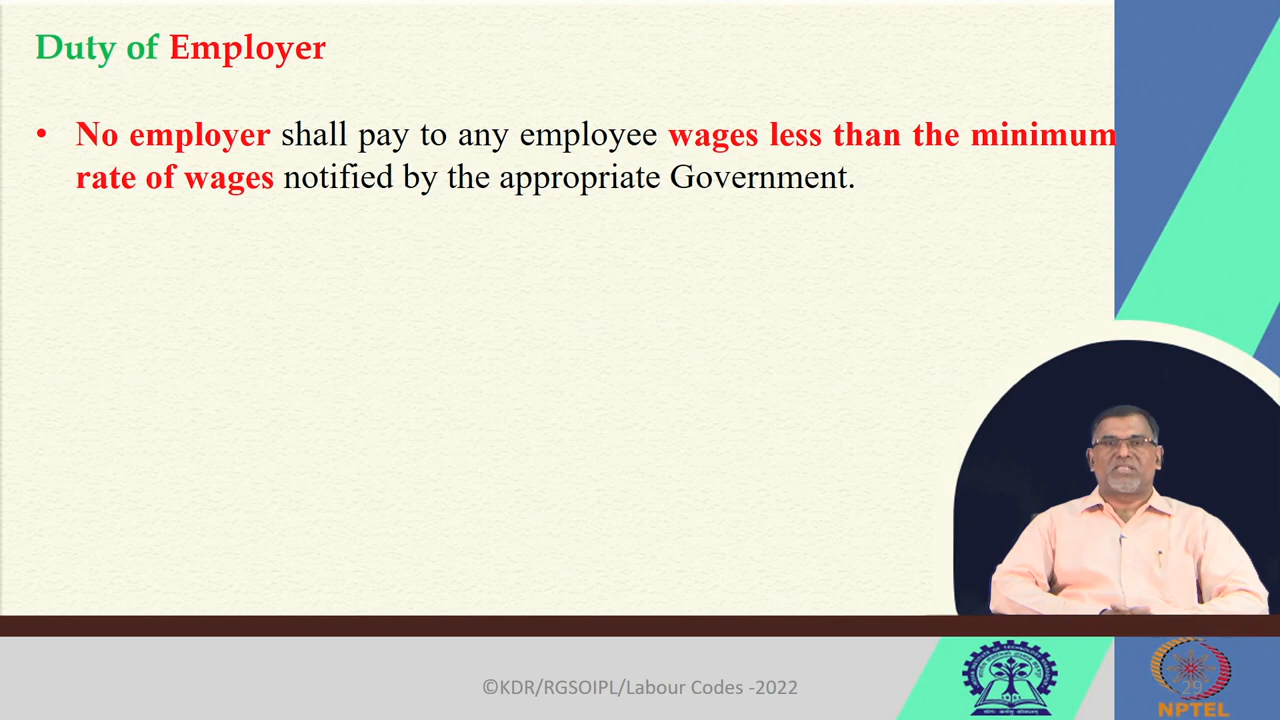 Duty of Employer
• No employer shall pay to any employee wages less than the minimum
rate of wages notified by the appropriate Government.
©KDR/RGSOIPL/Labour Codes -2022
29
NPTEL